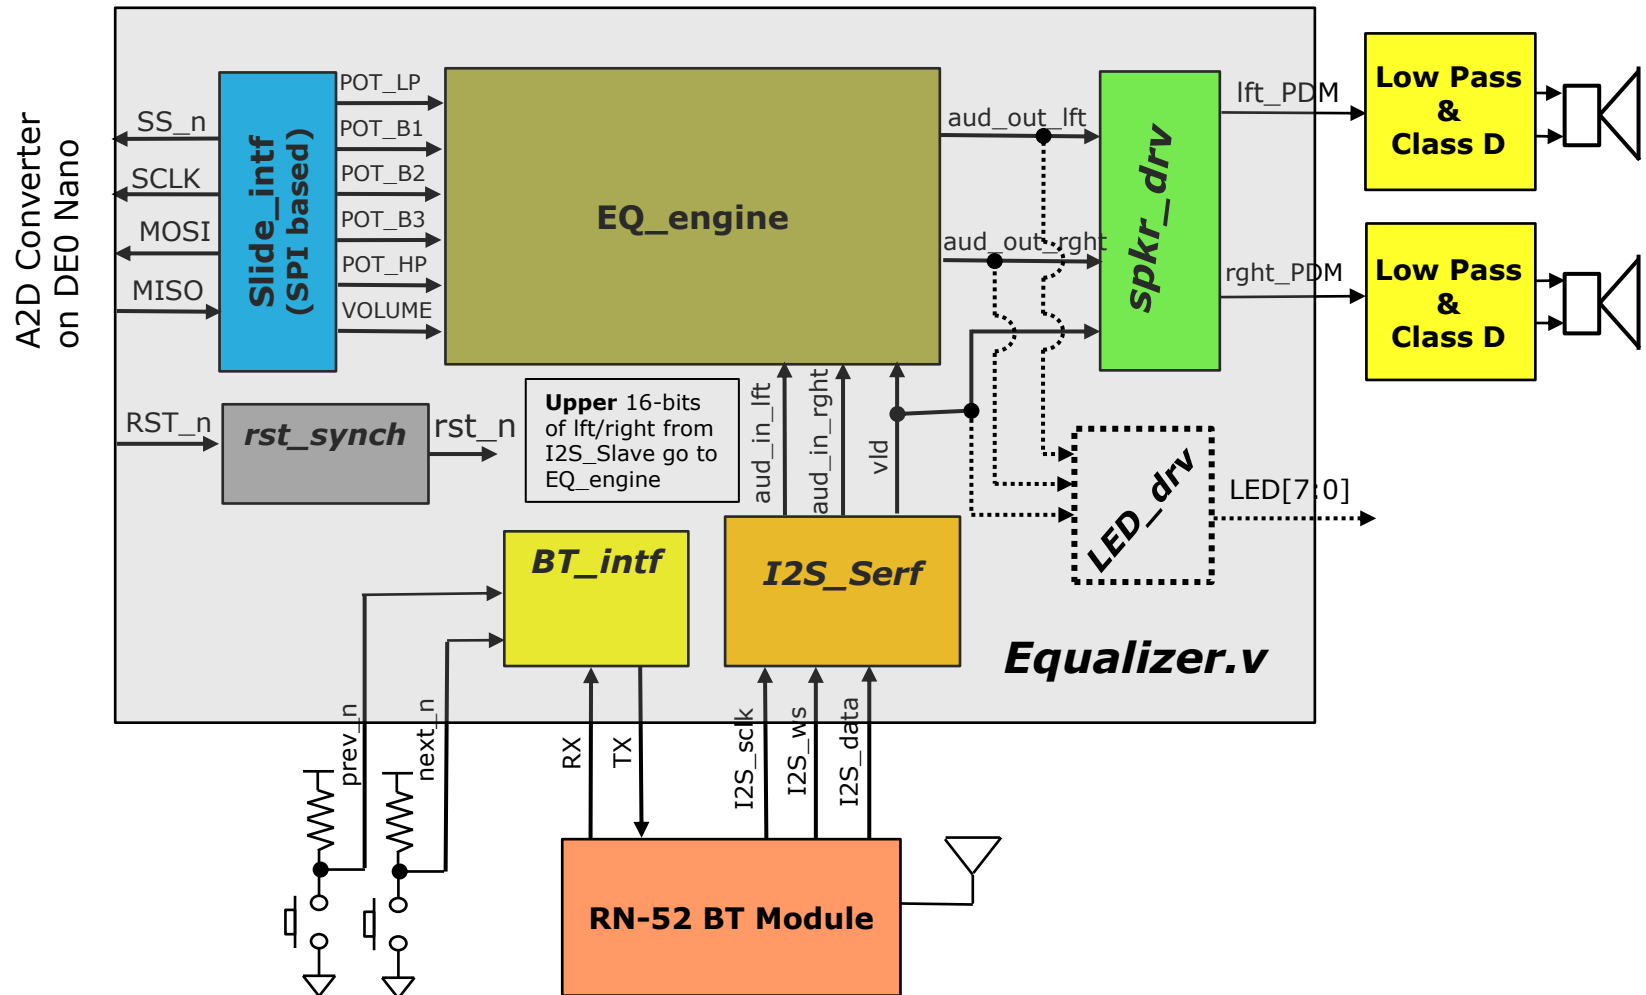 A2D Converter
on DE0 Nano
SS_n
SCLK
MOSI
MISO
Slide_intf
(SPI based)
POT_LP
POT_B1
POT_B2
POT_B3
POT_HP
VOLUME
EQ_engine
aud_out_lft
aud_out_rght
spkr_drv
lft_PDM
rght_PDM
Low Pass
&
Class D
Low Pass
&
Class D
RST_n
rst_synch
rst_n
Upper 16-bits
of lft/right from
I2S_Slave go to
EQ_engine
aud_in_lft
aud_in_rght
vld
LED_drv
LED[7:0]
BT_intf
I2S_Serf
Equalizer.v
prev_n
next_n
RX
TX
I2S_sclk
I2S_ws
I2S_data
RN-52 BT Module